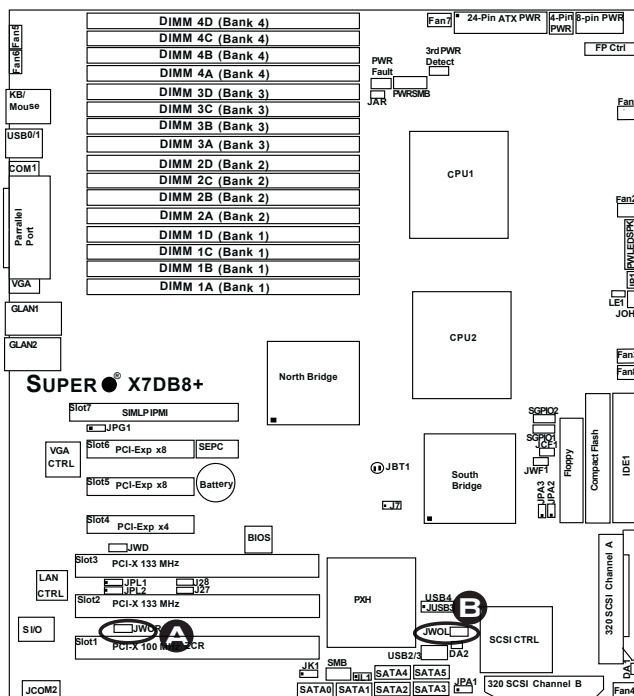 DIMM 4D (Bank 4)
DIMM 4C (Bank 4)
DIMM 4B (Bank 4)
DIMM 4A (Bank 4)
DIMM 3D (Bank 3)
DIMM 3C (Bank 3)
DIMM 3B (Bank 3)
DIMM 3A (Bank 3)
DIMM 2D (Bank 2)
DIMM 2C (Bank 2)
DIMM 2B (Bank 2)
DIMM 2A (Bank 2)
DIMM 1D (Bank 1)
DIMM 1C (Bank 1)
DIMM 1B (Bank 1)
DIMM 1A (Bank 1)
Fan5
Fan6
KB/
Mouse
USB0/1
COM1
Parrallel
Port
VGA
GLAN1
GLAN2
Fan7
24-Pin ATX PWR
4-Pin
PWR
8-pin PWR
FP Ctrl
3rd PWR
Detect
PWR
Fault
PWRSMB
JAR
Fan
CPU1
Fan2
PWLED
SPK
LE1
JOH
CPU2
Fan
Fan
North Bridge
SUPER ® X7DB8+
Slot7
SIMLP IPMI
JPG1
VGA
CTRL
Slot6
PCI-Exp x8
SEPC
Slot5
PCI-Exp x8
Battery
Slot4
PCI-Exp x4
BIOS
JWD
Slot3
PCI-X 133 MHz
LAN
CTRL
JPL1
JPL2
J28
J27
Slot2
PCI-X 133 MHz
SI/O
JWOR
A
Slot1
PCI-X 100 MHz
ZCR
JCOM2
JBT1
J7
South
Bridge
SGPIO2
SGPIO1
JCF1
JWF1
JPA3
JPA2
Floppy
Compact Flash
IDE1
PXH
USB4
JUSB3
B
JWOL
DA2
USB2/3
SCSI CTRL
320 SCSI Channel A
DA1
JK1
SMB
SATA4
SATA5
SATA0
SATA1
SATA2
SATA3
JPA1
320 SCSI Channel B
Fan4